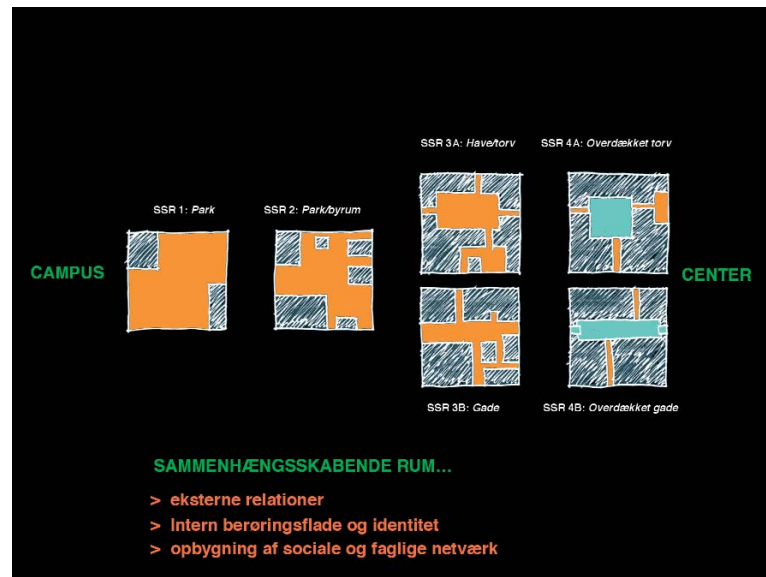 SSR 3A: Have/torv
SSR 4A: Overdækket torv
SSR 1: Park
SSR 2: Park/byrum
CAMPUS
CENTER
SSR 3B: Gade
SSR 4B: Overdækket gade
SAMMENHÆNGSSKABENDE RUM…
> eksterne relationer
> Intern berøringsflade og identitet
> opbygning af sociale og faglige netværk